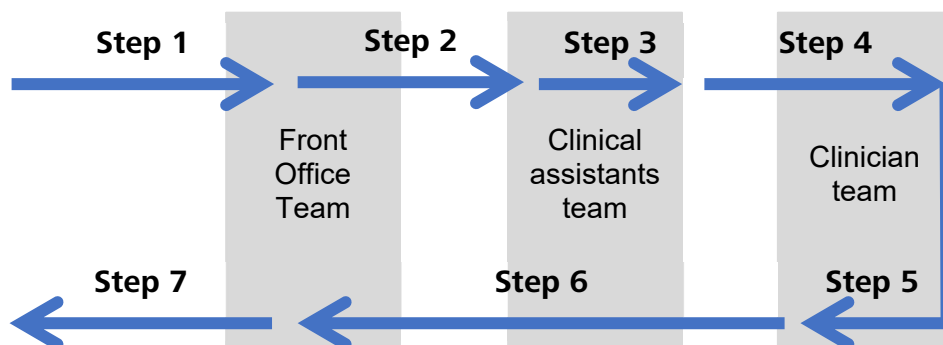 Step 1
Step 2
Step 3
Step 4
Front
Office
Team
Clinical
assistants
team
Clinician
team
Step 7
Step 6
Step 5